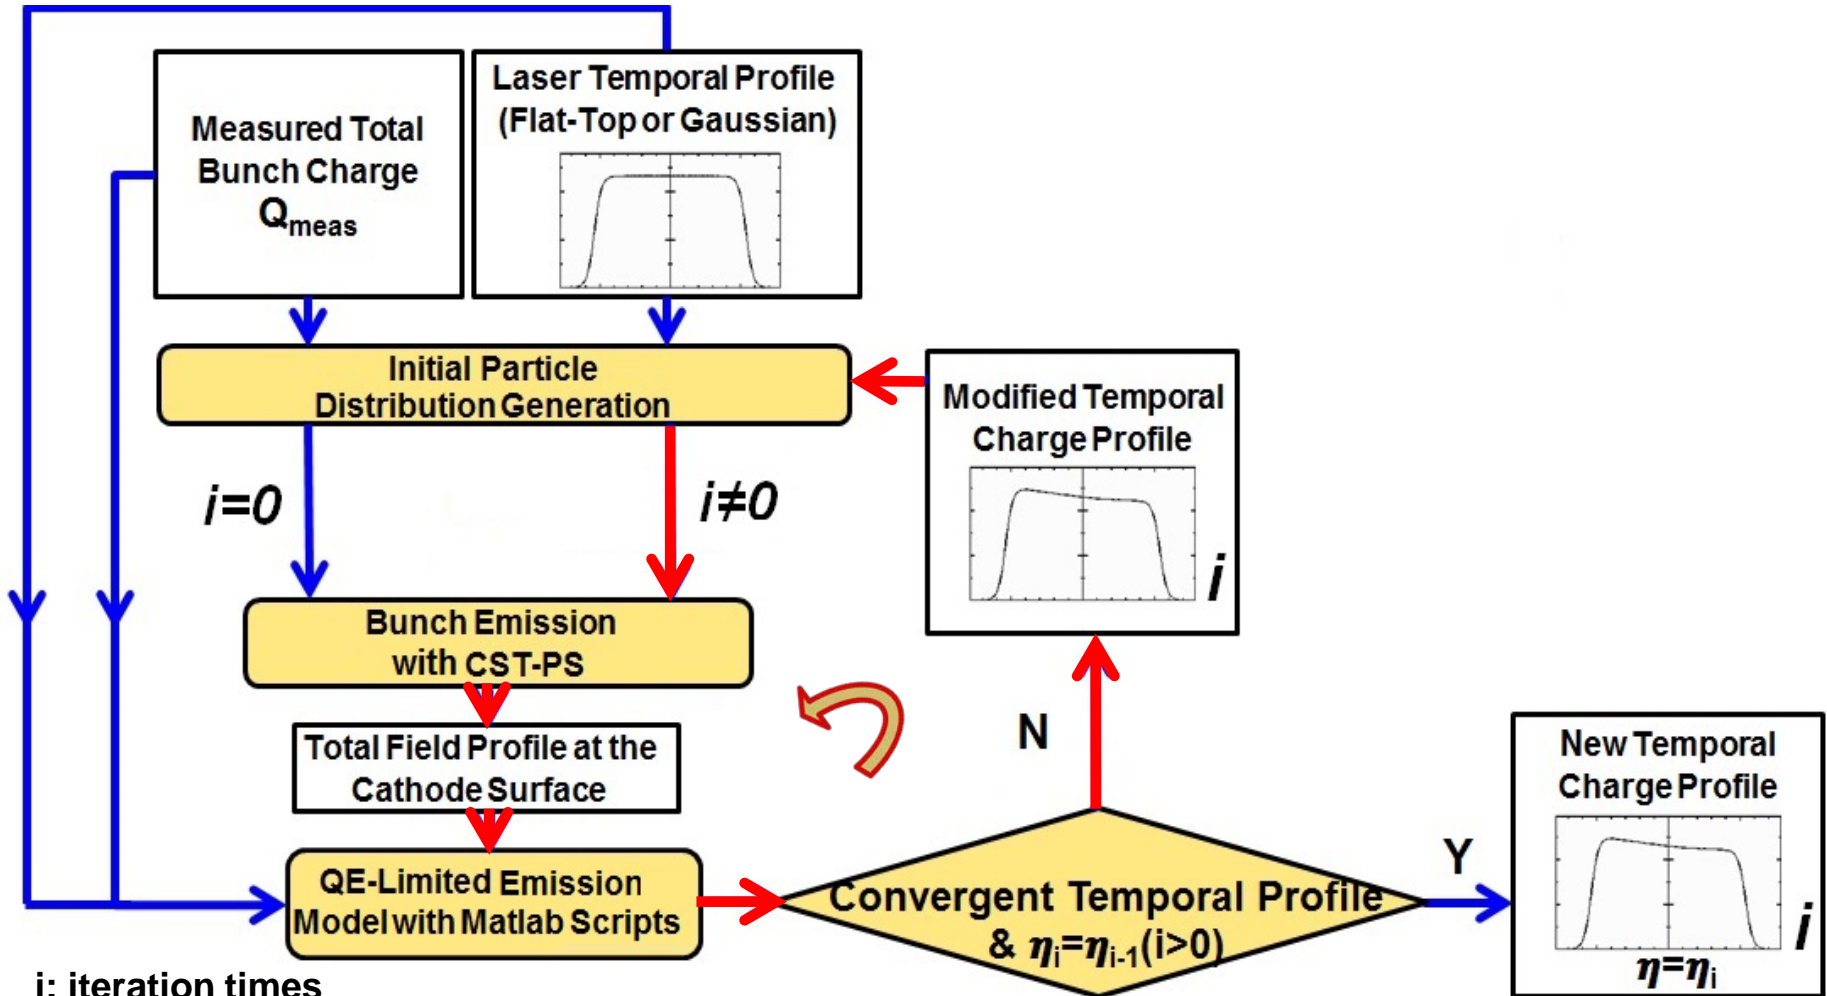 Measured Total
Bunch Charge
Qmeas
Laser Temporal Profile
(Flat-Top or Gaussian)
Initial Particle
Distribution Generation
Modified Temporal
Charge Profile
i
i=0
i≠0
Bunch Emission
with CST-PS
Total Field Profile at the
Cathode Surface
N
New Temporal
Charge Profile
i
η=ηi
Y
QE-Limited Emission
Model with Matlab Scripts
Convergent Temporal Profile
& ηi=ηi-1(i>0)
i: iteration times